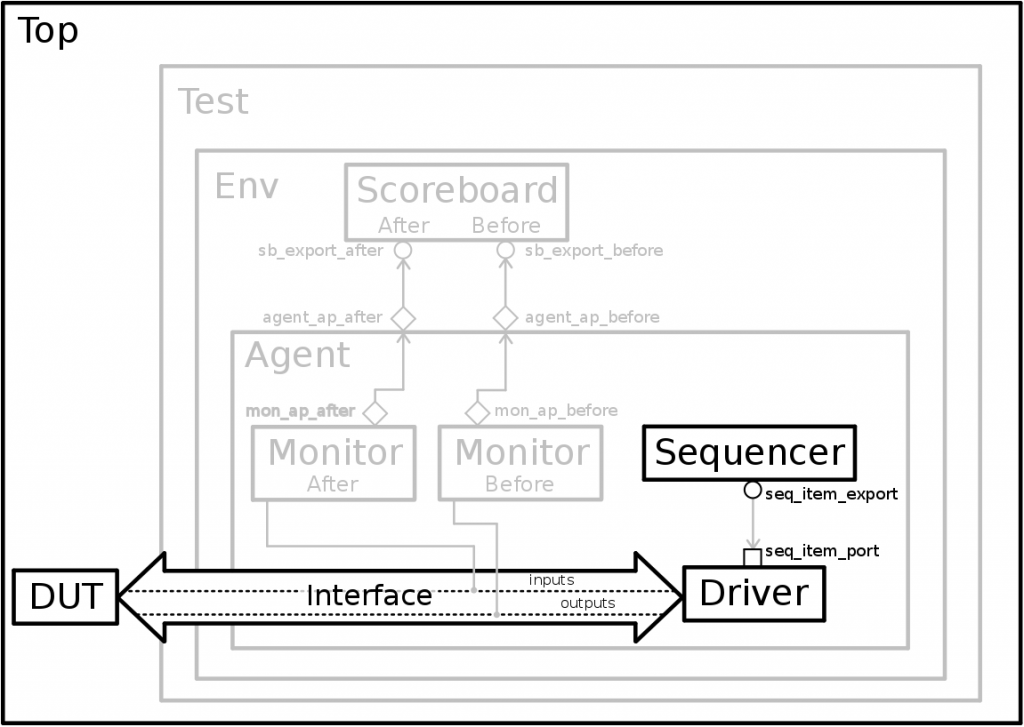 Top
Test
Env
Scoreboard
After Before
sb_export_after sb_export_before
agent_ap_after agent_ap_before
Agent
mon_ap_after mon_ap_before
Monitor Monitor Sequencer
After Before
seq_item_export
seq_item_port
inputs
DUT Interface Driver
outputs